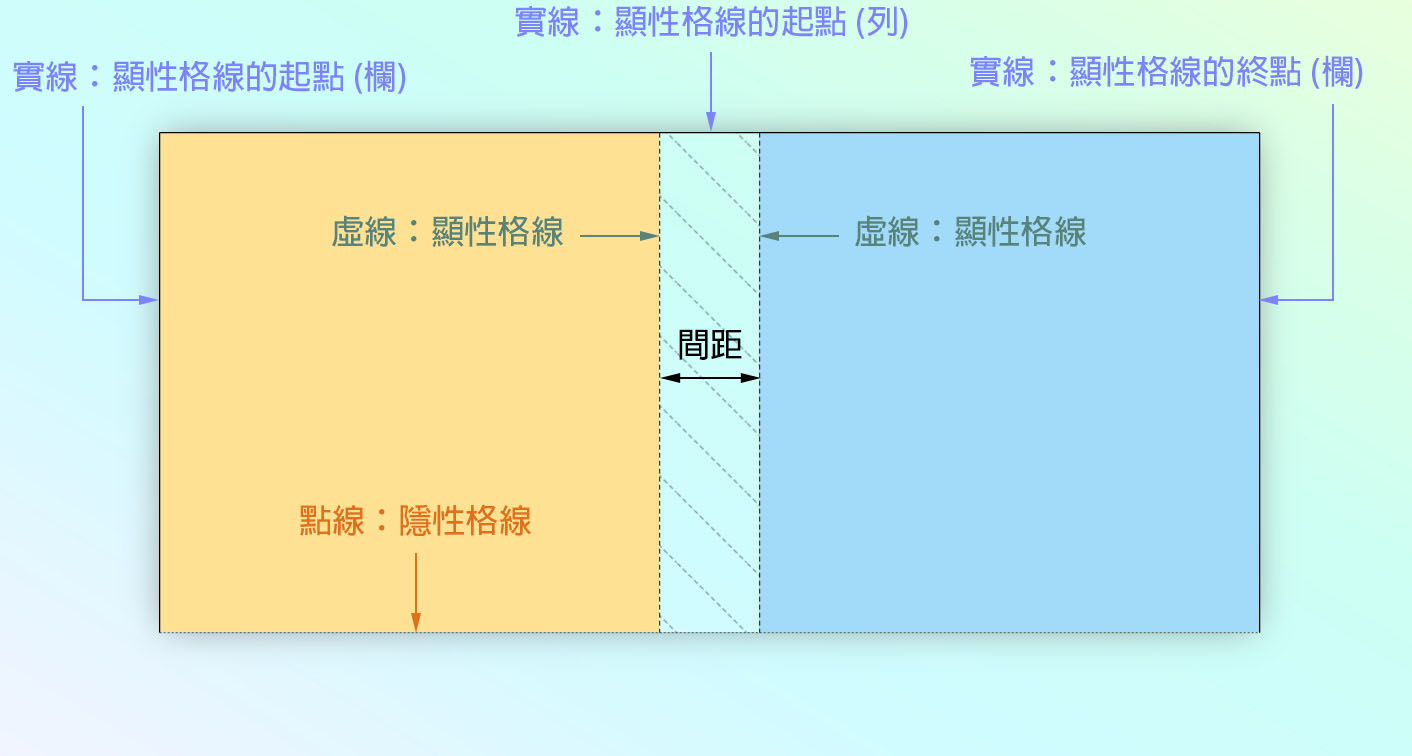 實線：顯性格線的起點 (列)
實線：顯性格線的起點 (欄)
實線：顯性格線的終點 (欄)
虛線：顯性格線
虛線：顯性格線
間距
點線：隱性格線